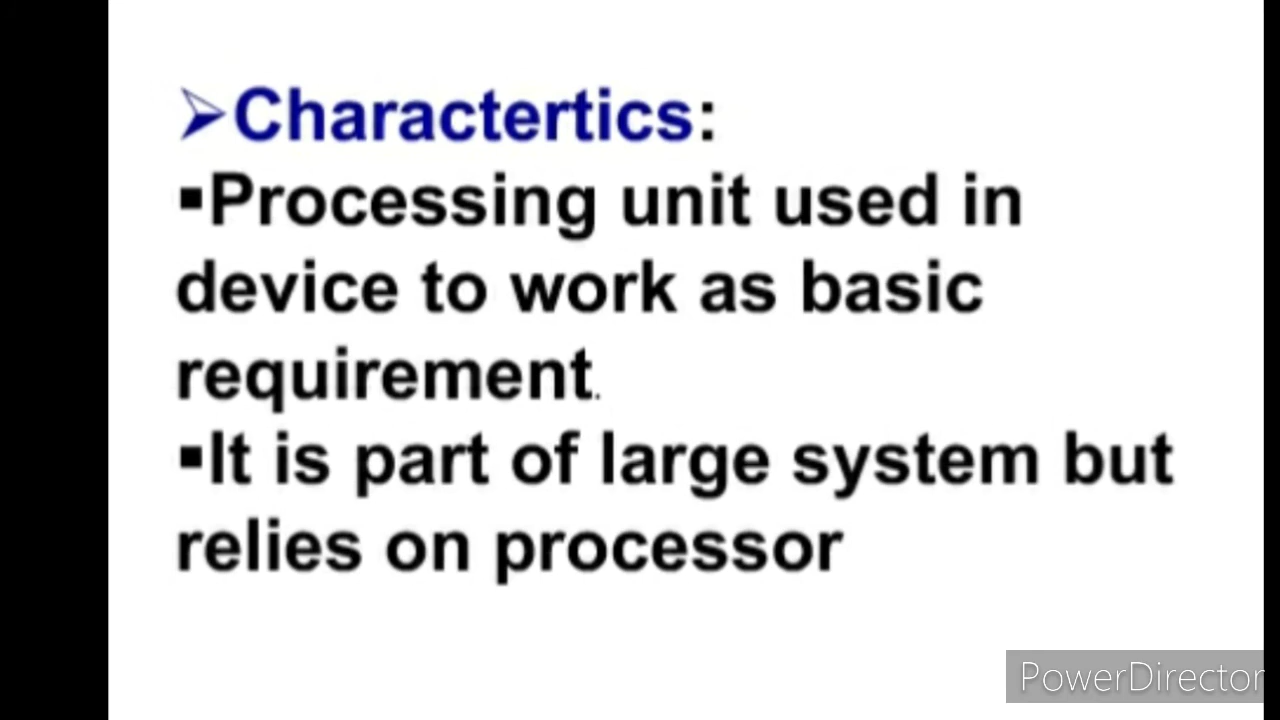 ➢Charactertics:
▪Processing unit used in
device to work as basic
requirement.
▪It is part of large system but
relies on processor
PowerDirector